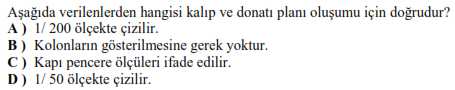 Aşağıda verilenlerden hangisi kalıp ve donatı planı oluşumu için doğrudur?
A ) 1/ 200 ölçekte çizilir.
B ) Kolonların gösterilmesine gerek yoktur.
C ) Kapı pencere ölçüleri ifade edilir.
D ) 1/ 50 ölçekte çizilir.